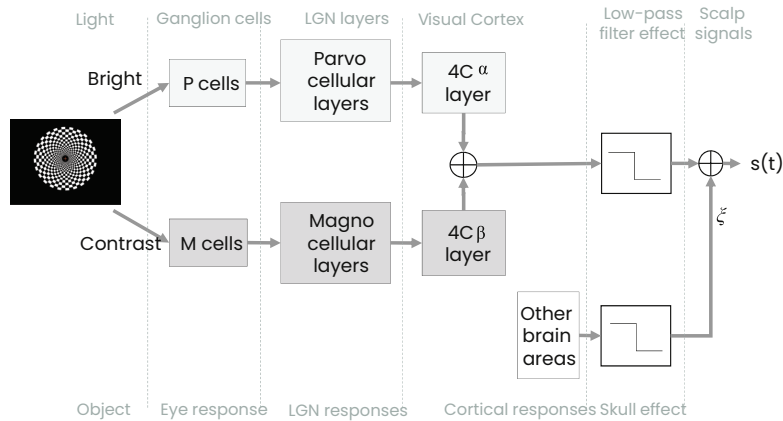 Light
Ganglion cells
LGN layers
Visual Cortex
Low-pass
filter effect
Scalp
signals
Bright
P cells
Parvo
cellular
layers
4C α
layer
s(t)
Contrast
M cells
Magno
cellular
layers
4C β
layer
ξ
Other
brain
areas
Object
Eye response
LGN responses
Cortical responses
Skull effect